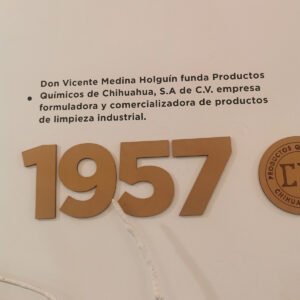 Don Vicente Medina Holguín funda Productos
• Químicos de Chihuahua, S.A de C.V. empresa
formuladora y comercializadora de productos
de limpieza industrial.
1957
PRODUCTOS Q
CHIHUA